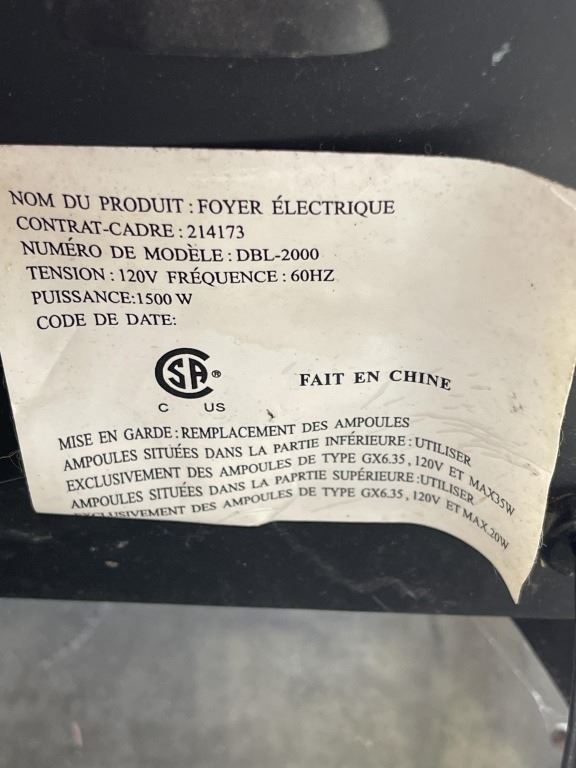 NOM DU PRODUIT : FOYER ÉLECTRIQUE
CONTRAT-CADRE : 214173
NUMÉRO DE MODÈLE : DBL-2000
TENSION : 120V FRÉQUENCE : 60HZ
PUISSANCE:1500 W
CODE DE DATE:
CSA ®
C US
FAIT EN CHINE
MISE EN GARDE : REMPLACEMENT DES AMPOULES
AMPOULES SITUÉES DANS LA PARTIE INFÉRIEURE : UTILISER
EXCLUSIVEMENT DES AMPOULES DE TYPE GX6.35 , 120V ET MAX35W
AMPOULES SITUÉES DANS LA PAPRTIE SUPÉRIEURE :UTILISER
EXCLUSIVEMENT DES AMPOULES DE TYPE GX6.35 , 120V ET MAX.20W